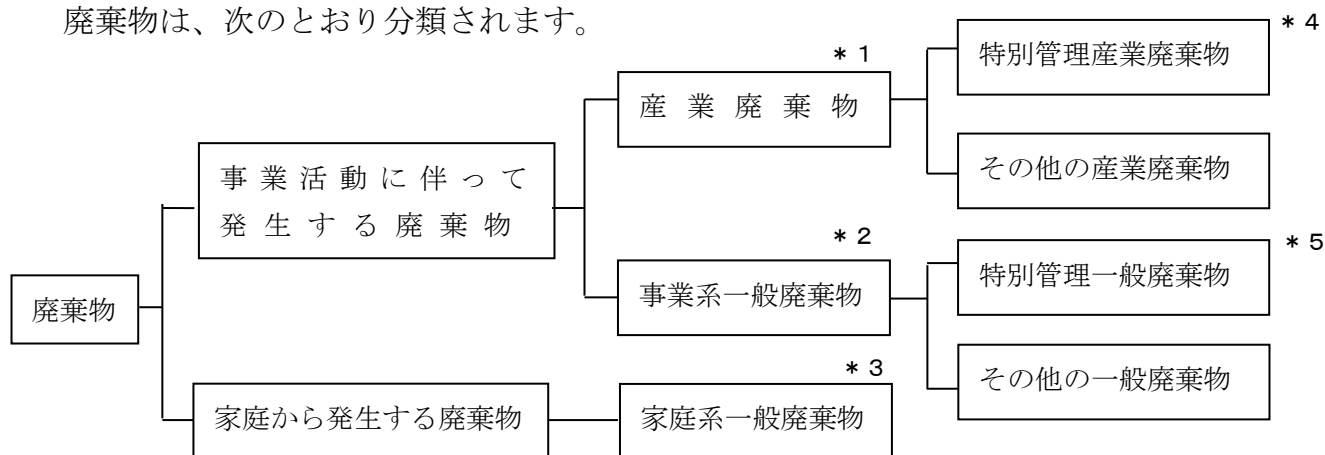 廃棄物は、次のとおり分類されます。
＊４
特別管理産業廃棄物
＊１
産業廃棄物
その他の産業廃棄物
事業活動に伴って
発生する廃棄物
＊２
事業系一般廃棄物
＊５
特別管理一般廃棄物
その他の一般廃棄物
廃棄物
＊３
家庭から発生する廃棄物
家庭系一般廃棄物